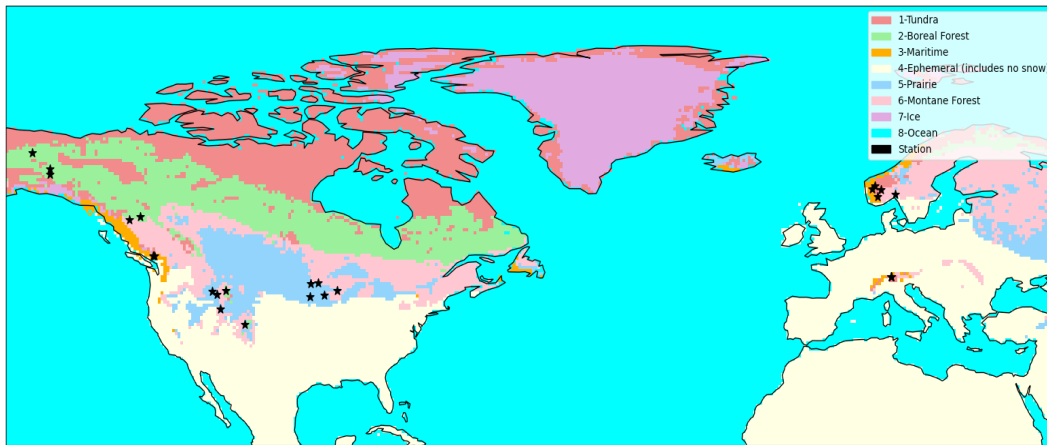 1-Tundra
2-Boreal Forest
3-Maritime
4-Ephemeral (includes no snow
5-Prairie
6-Montane Forest
7-Ice
8-Ocean
Station